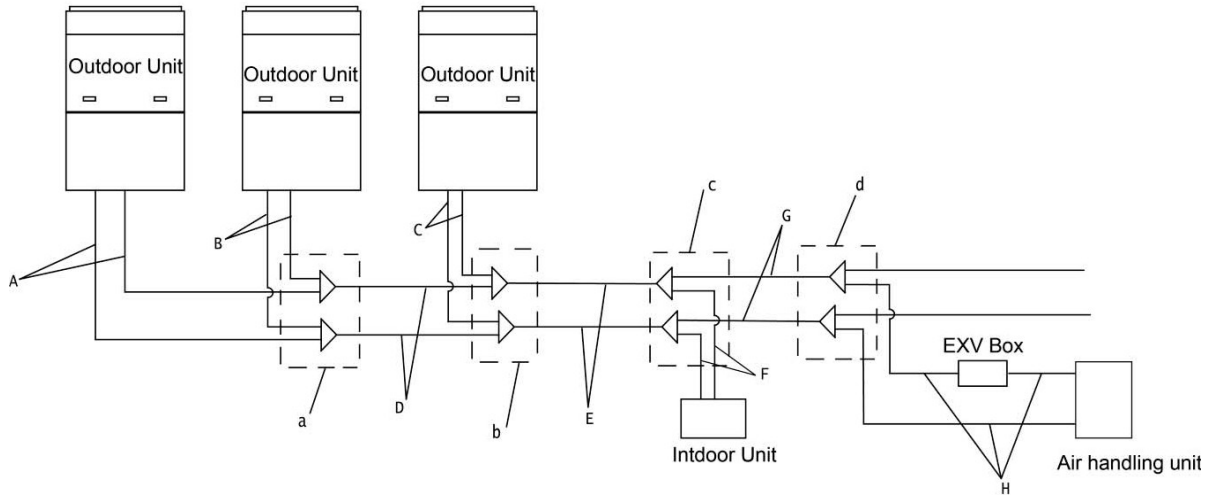 Outdoor Unit
Outdoor Unit
Outdoor Unit
c
d
G
B
C
A
EXV Box
F
a
D
b
E
Intdoor Unit
Air handling unit
H